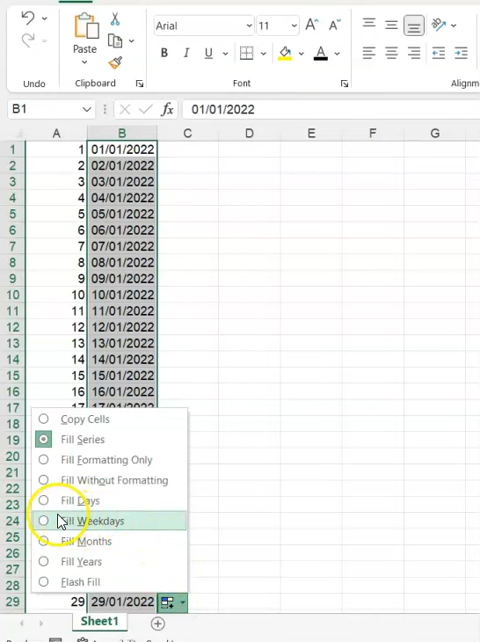 Arial 11 A A
Paste B I U A
Undo Clipboard Font Alignm
B1 fx 01/01/2022
A B C D E F G
1 1 01/01/2022
2 2 02/01/2022
3 3 03/01/2022
4 4 04/01/2022
5 5 05/01/2022
6 6 06/01/2022
7 7 07/01/2022
8 8 08/01/2022
9 9 09/01/2022
10 10 10/01/2022
11 11 11/01/2022
12 12 12/01/2022
13 13 13/01/2022
14 14 14/01/2022
15 15 15/01/2022
16 16 16/01/2022
17 17 17/01/2022
18 Copy Cells
19 Fill Series
20 Fill Formatting Only
21 Fill Without Formatting
22
23 Fill Days
24 Fill Weekdays
25 Fill Months
26
27 Fill Years
28 Flash Fill
29 29 29/01/2022
Sheet1